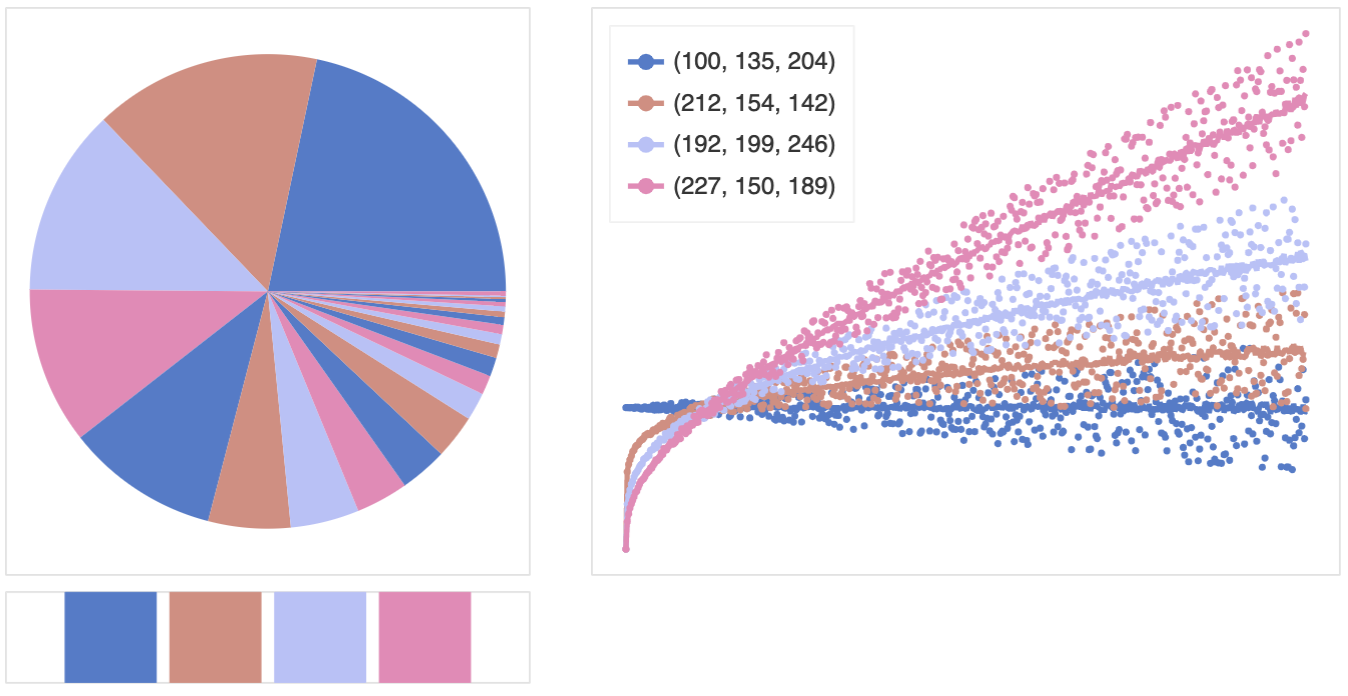 (100, 135, 204)
(212, 154, 142)
(192, 199, 246)
(227, 150, 189)